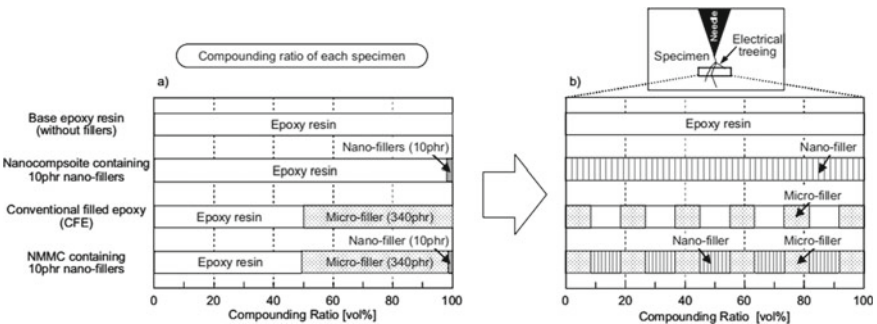 Compounding ratio of each specimen
a)
Base epoxy resin
(without fillers)
Nanocompsoite containing
10phr nano-fillers
Conventional filled epoxy
(CFE)
NMMC containing
10phr nano-fillers
Epoxy resin
Nano-fillers (10phr)
Epoxy resin
Epoxy resin
Micro-filler (340phr)
Nano-filler (10phr)
Epoxy resin
Micro-filler (340phr)
0 20 40 60 80 100
Compounding Ratio [vol%]
Needle
Specimen
Electrical
treeing
b)
Epoxy resin
Nano-filler
Micro-filler
Nano-filler
Micro-filler
0 20 40 60 80 100
Compounding Ratio [vol%]